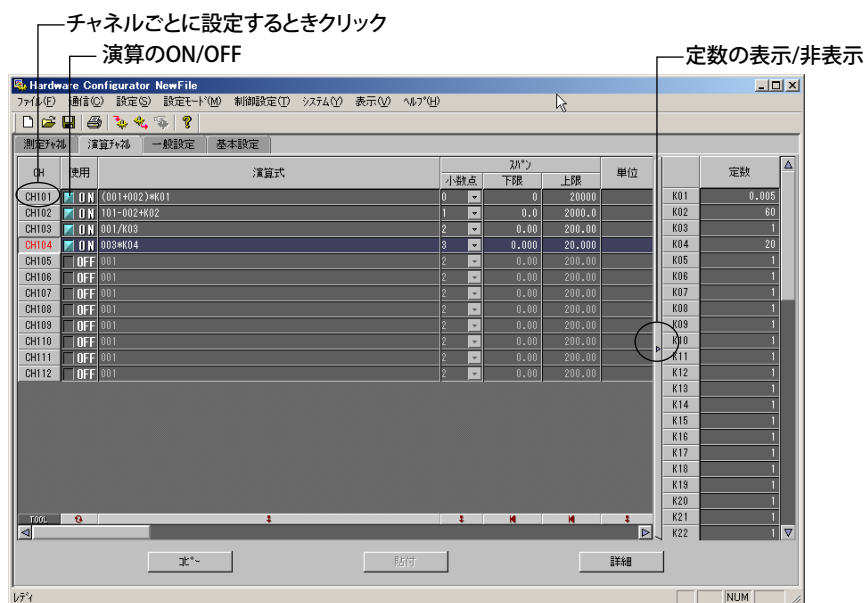 チャネルごとに設定するときクリック
演算のON/OFF
定数の表示/非表示
Hardware Configurator NewFile
ファイル(F) 通信(C) 設定(S) 設定モード(M) 制御設定(T) システム(Y) 表示(V) ヘルプ(H)
測定チャネル 演算チャネル 一般設定 基本設定
CH 使用 演算式 スパン 単位 定数
小数点 下限 上限
CH101 ON (001+002)*K01 0 0 20000 K01 0.005
CH102 ON 101-002+K02 1 0.0 2000.0 K02 60
CH103 ON 001/K03 2 0.00 200.00 K03 1
CH104 ON 003*K04 3 0.000 20.000 K04 20
CH105 OFF 001 2 0.00 200.00 K05 1
CH106 OFF 001 2 0.00 200.00 K06 1
CH107 OFF 001 2 0.00 200.00 K07 1
CH108 OFF 001 2 0.00 200.00 K08 1
CH109 OFF 001 2 0.00 200.00 K09 1
CH110 OFF 001 2 0.00 200.00 K10 1
CH111 OFF 001 2 0.00 200.00 K11 1
CH112 OFF 001 2 0.00 200.00 K12 1
K13 1
K14 1
K15 1
K16 1
K17 1
K18 1
K19 1
K20 1
TOOL K21 1
K22 1
コピー 貼付 詳細
レディ NUM